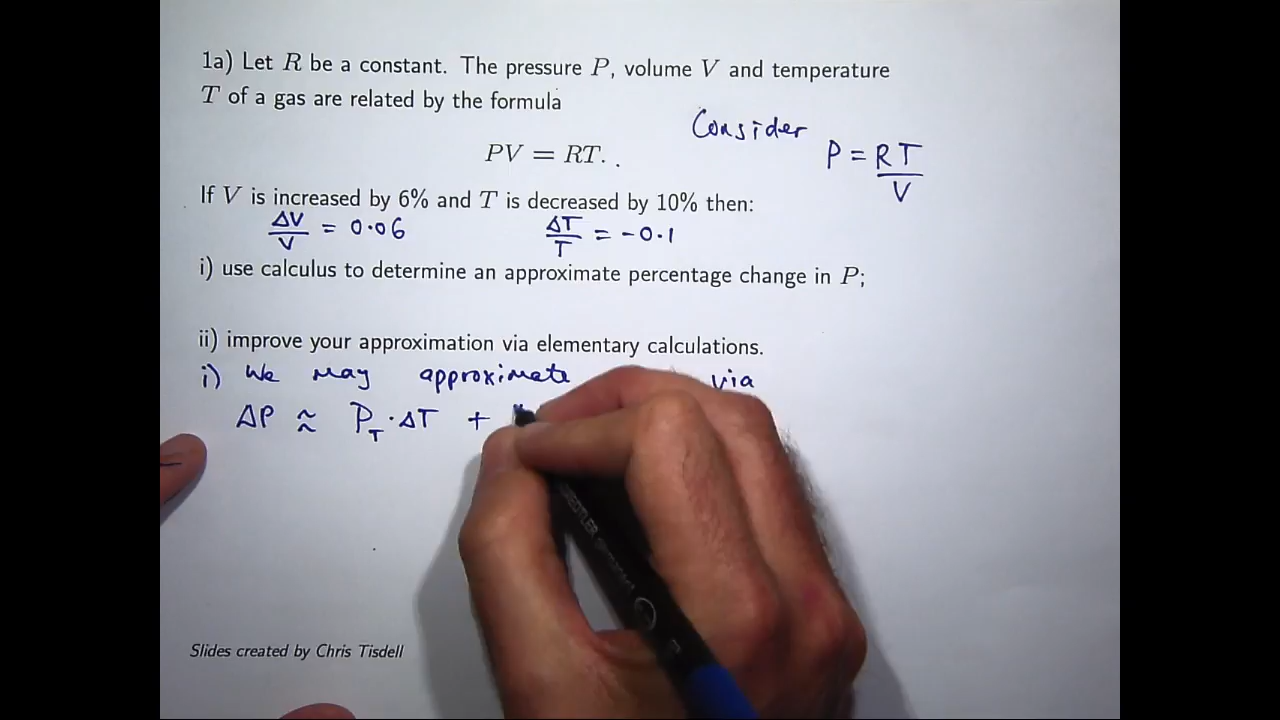 1a) Let R be a constant. The pressure P, volume V and temperature
T of a gas are related by the formula
Consider
PV = RT.
P = RT/V
If V is increased by 6% and T is decreased by 10% then:
ΔV/V = 0.06 ΔT/T = -0.1
i) use calculus to determine an approximate percentage change in P;
ii) improve your approximation via elementary calculations.
i) We may approximate via
ΔP ≈ P_T · ΔT +
STAEDTLER
Slides created by Chris Tisdell